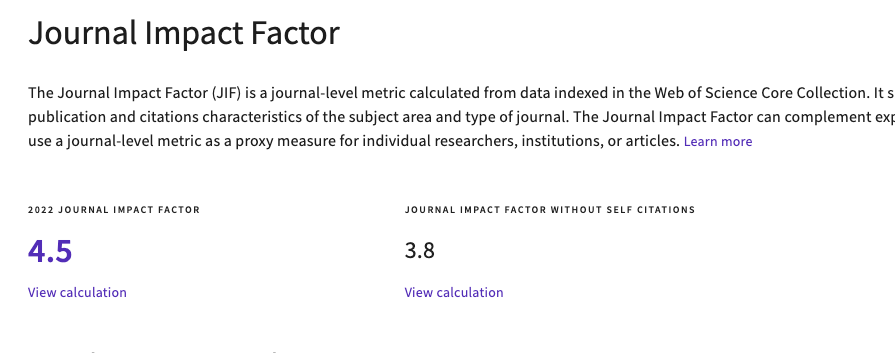 Journal Impact Factor
The Journal Impact Factor (JIF) is a journal-level metric calculated from data indexed in the Web of Science Core Collection. It
publication and citations characteristics of the subject area and type of journal. The Journal Impact Factor can complement
use a journal-level metric as a proxy measure for individual researchers, institutions, or articles. Learn more
2022 JOURNAL IMPACT FACTOR
JOURNAL IMPACT FACTOR WITHOUT SELF CITATIONS
4.5
3.8
View calculation
View calculation